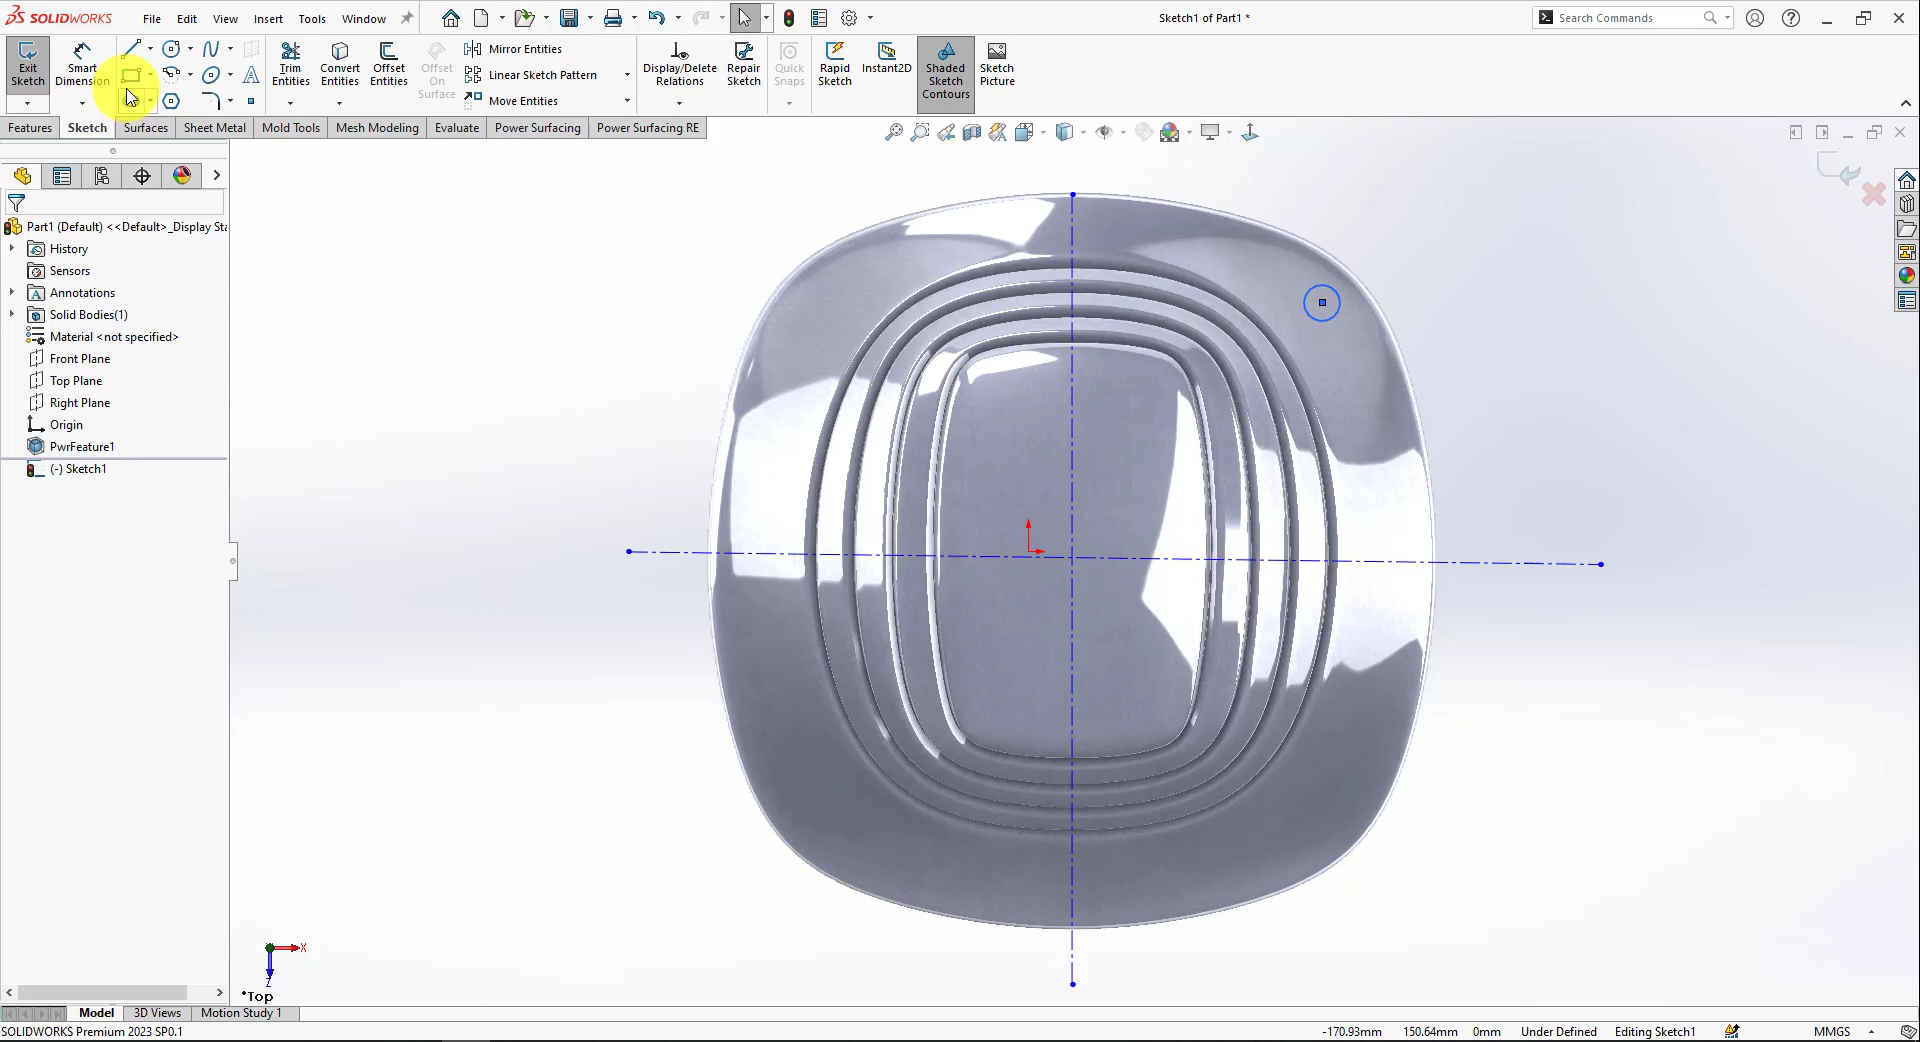 SOLIDWORKS File Edit View Insert Tools Window Sketch1 of Part1 * Search Commands
Exit Sketch
Smart Dimension
Trim Entities
Convert Entities
Offset Entities
Offset On Surface
Mirror Entities
Linear Sketch Pattern
Move Entities
Display/Delete Relations
Repair Sketch
Quick Snaps
Rapid Sketch
Instant2D
Shaded Sketch Contours
Sketch Picture
Features Sketch Surfaces Sheet Metal Mold Tools Mesh Modeling Evaluate Power Surfacing Power Surfacing RE
Part1 (Default) <<Default>_Display Sta
History
Sensors
Annotations
Solid Bodies(1)
Material <not specified>
Front Plane
Top Plane
Right Plane
Origin
PwrFeature1
(-) Sketch1
X
Z
*Top
Model 3D Views Motion Study 1
SOLIDWORKS Premium 2023 SP0.1 -170.93mm 150.64mm 0mm Under Defined Editing Sketch1 MMGS